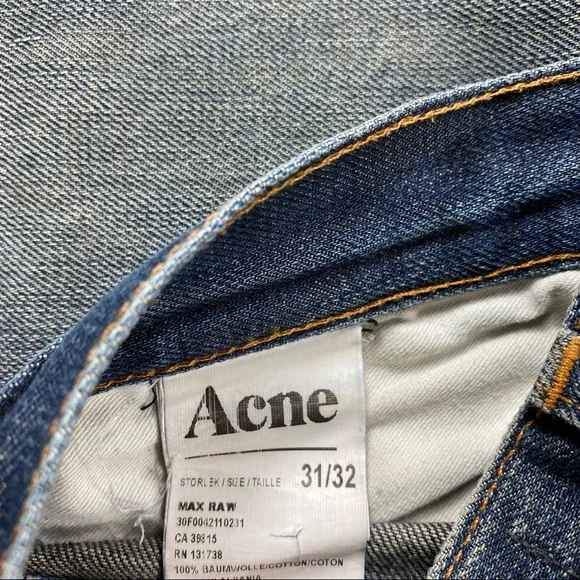 Acne
STORLEK / SIZE / TAILLE 31/32
MAX RAW
30F0042110231
CA 39815
RN 131738
100% BAUMWOLLE/COTTON/COTON